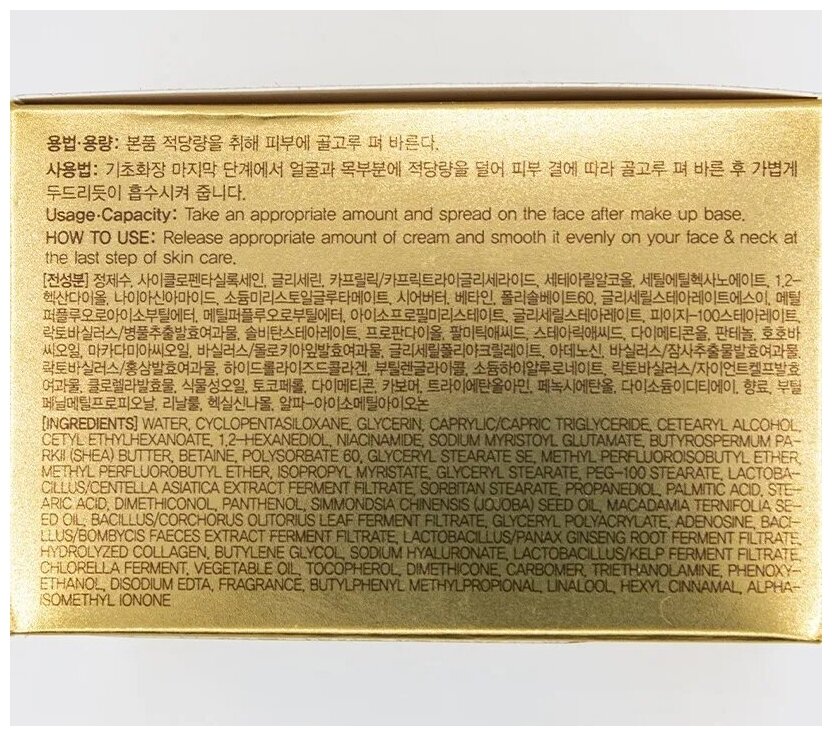 용법·용량: 본품 적당량을 취해 피부에 골고루 펴 바른다.
사용법: 기초화장 마지막 단계에서 얼굴과 목부분에 적당량을 덜어 피부 결에 따라 골고루 펴 바른 후 가볍게
두드리듯이 흡수시켜 줍니다.
Usage·Capacity: Take an appropriate amount and spread on the face after make up base.
HOW TO USE: Release appropriate amount of cream and smooth it evenly on your face & neck at
the last step of skin care.
[전성분] 정제수, 사이클로펜타실록세인, 글리세린, 카프릴릭/카프릭트라이글리세라이드, 세테아릴알코올, 세틸에틸헥사노에이트, 1,2-
헥산다이올, 나이아신아마이드, 소듐미리스토일글루타메이트, 시어버터, 베타인, 폴리솔베이트60, 글리세릴스테아레이트에스이, 메틸
퍼플루오로아이소부틸에터, 메틸퍼플루오로부틸에터, 아이소프로필미리스테이트, 글리세릴스테아레이트, 피이지-100스테아레이트,
락토바실러스/병풀추출발효여과물, 솔비탄스테아레이트, 프로판다이올, 팔미틱애씨드, 스테아릭애씨드, 다이메티콘올, 판테놀, 호호바
씨오일, 마카다미아씨오일, 바실러스/몰로키아잎발효여과물, 글리세릴폴리아크릴레이트, 아데노신, 바실러스/잠사추출물발효여과물,
락토바실러스/홍삼발효여과물, 하이드롤라이즈드콜라겐, 부틸렌글라이콜, 소듐하이알루로네이트, 락토바실러스/자이언트켈프발효
여과물, 클로렐라발효물, 식물성오일, 토코페롤, 다이메티콘, 카보머, 트라이에탄올아민, 페녹시에탄올, 다이소듐이디티에이, 향료, 부틸
페닐메틸프로피오날, 리날룰, 헥실신나몰, 알파-아이소메틸아이오논
[INGREDIENTS] WATER, CYCLOPENTASILOXANE, GLYCERIN, CAPRYLIC/CAPRIC TRIGLYCERIDE, CETEARYL ALCOHOL,
CETYL ETHYLHEXANOATE, 1,2-HEXANEDIOL, NIACINAMIDE, SODIUM MYRISTOYL GLUTAMATE, BUTYROSPERMUM PA-
RKII (SHEA) BUTTER, BETAINE, POLYSORBATE 60, GLYCERYL STEARATE SE, METHYL PERFLUOROISOBUTYL ETHER,
METHYL PERFLUOROBUTYL ETHER, ISOPROPYL MYRISTATE, GLYCERYL STEARATE, PEG-100 STEARATE, LACTOBA-
CILLUS/CENTELLA ASIATICA EXTRACT FERMENT FILTRATE, SORBITAN STEARATE, PROPANEDIOL, PALMITIC ACID, STE-
ARIC ACID, DIMETHICONOL, PANTHENOL, SIMMONDSIA CHINENSIS (JOJOBA) SEED OIL, MACADAMIA TERNIFOLIA SE-
ED OIL, BACILLUS/CORCHORUS OLITORIUS LEAF FERMENT FILTRATE, GLYCERYL POLYACRYLATE, ADENOSINE, BACI-
LLUS/BOMBYCIS FAECES EXTRACT FERMENT FILTRATE, LACTOBACILLUS/PANAX GINSENG ROOT FERMENT FILTRATE,
HYDROLYZED COLLAGEN, BUTYLENE GLYCOL, SODIUM HYALURONATE, LACTOBACILLUS/KELP FERMENT FILTRATE,
CHLORELLA FERMENT, VEGETABLE OIL, TOCOPHEROL, DIMETHICONE, CARBOMER, TRIETHANOLAMINE, PHENOXY-
ETHANOL, DISODIUM EDTA, FRAGRANCE, BUTYLPHENYL METHYLPROPIONAL, LINALOOL, HEXYL CINNAMAL, ALPHA-
ISOMETHYL IONONE